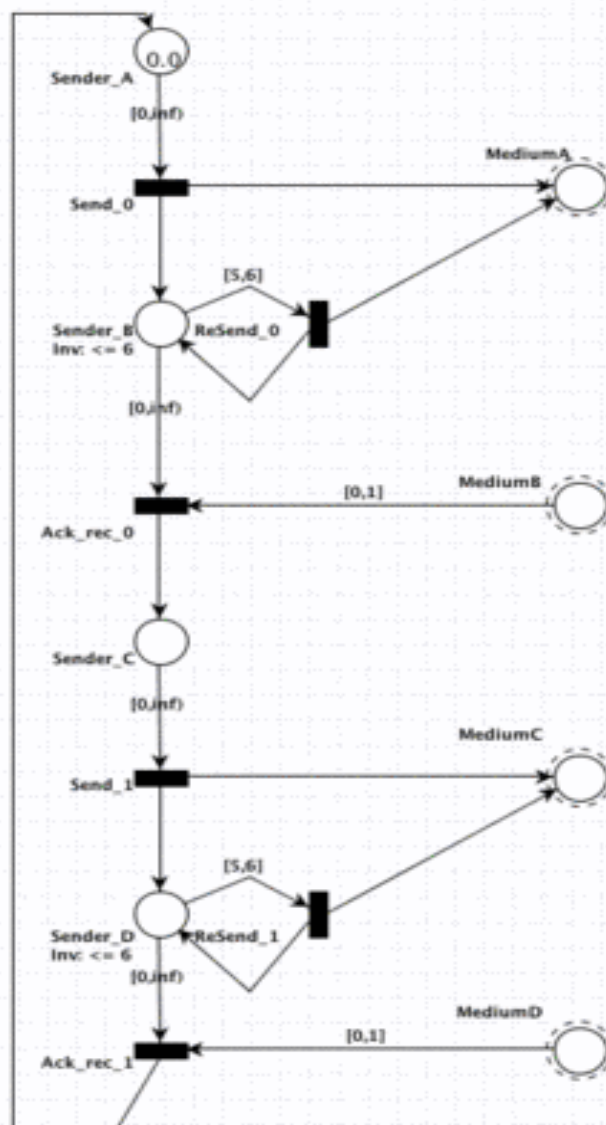 0.0
Sender_A
[0,inf)
MediumA
Send_0
[5,6]
Sender_B
ReSend_0
Inv: <= 6
[0,inf)
MediumB
[0,1]
Ack_rec_0
Sender_C
[0,inf)
MediumC
Send_1
[5,6]
Sender_D
ReSend_1
Inv: <= 6
[0,inf)
MediumD
[0,1]
Ack_rec_1